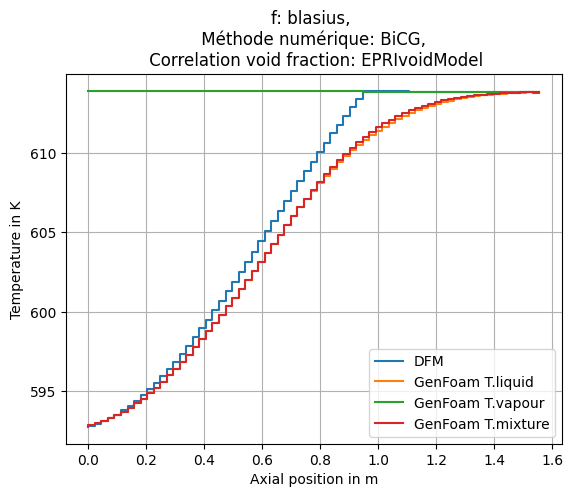 f: blasius,
Méthode numérique: BiCG,
Correlation void fraction: EPRIvoidModel
Temperature in K
610
605
600
595
DFM
GenFoam T.liquid
GenFoam T.vapour
GenFoam T.mixture
0.0 0.2 0.4 0.6 0.8 1.0 1.2 1.4 1.6
Axial position in m